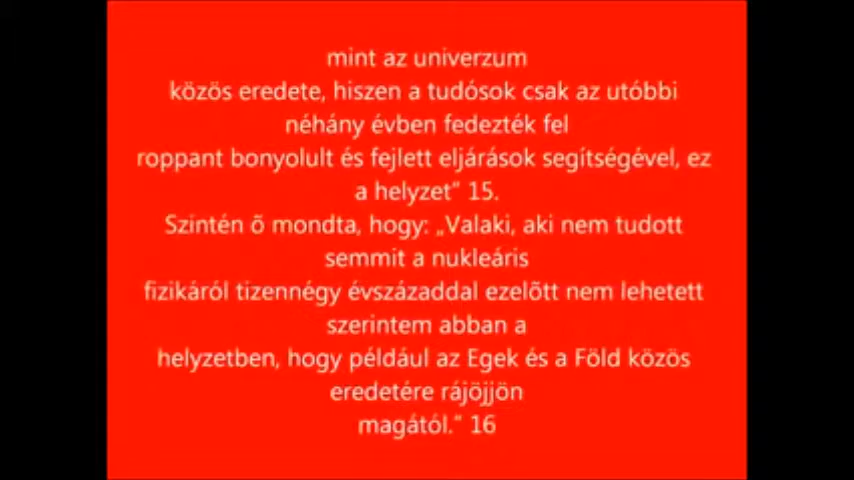 mint az univerzum
közös eredete, hiszen a tudósok csak az utóbbi
néhány évben fedezték fel
roppant bonyolult és fejlett eljárások segítségével, ez
a helyzet” 15.
Szintén õ mondta, hogy: „Valaki, aki nem tudott
semmit a nukleáris
fizikáról tizennégy évszázaddal ezelõtt nem lehetett
szerintem abban a
helyzetben, hogy például az Egek és a Föld közös
eredetére rájöjjön
magától.” 16